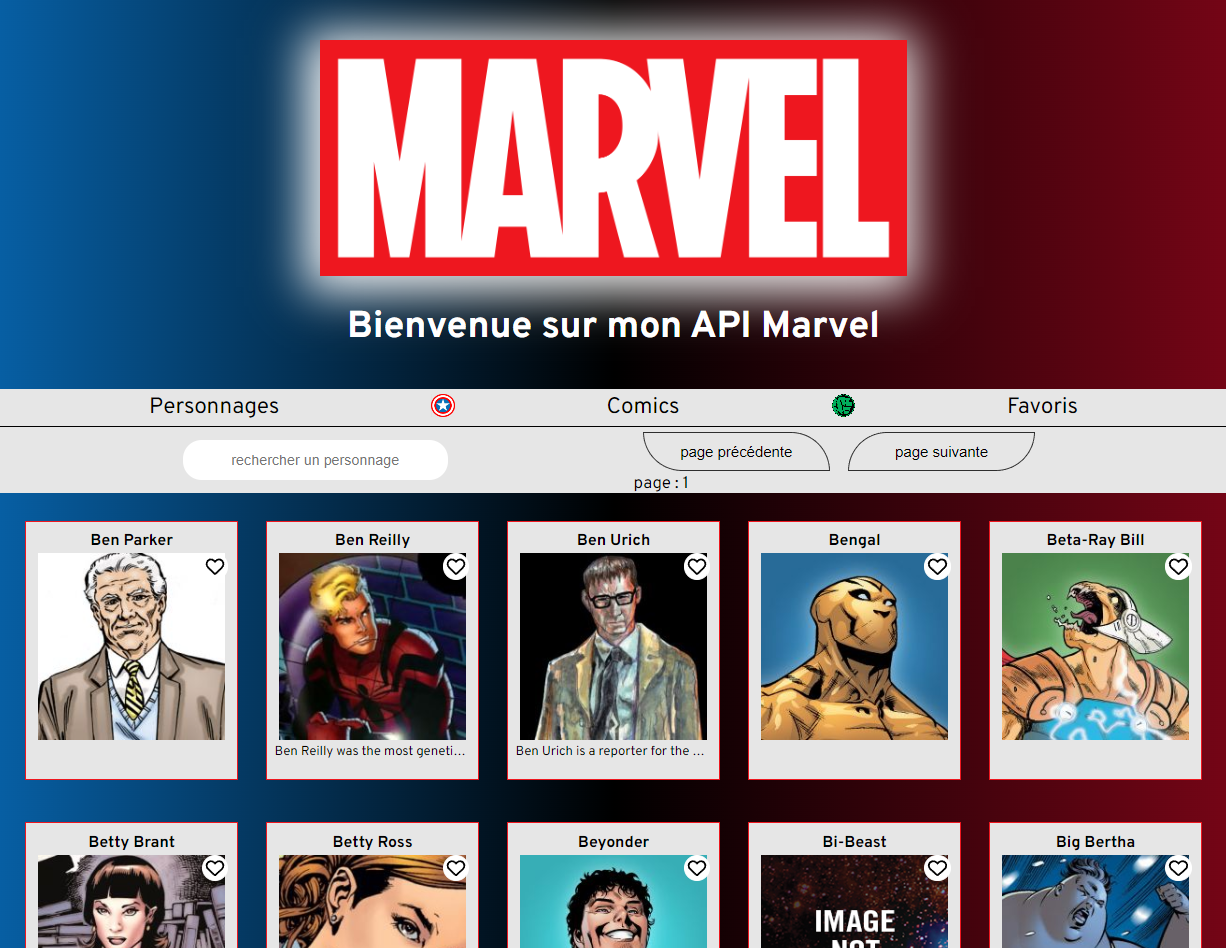 MARVEL
Bienvenue sur mon API Marvel
Personnages Comics Favoris
rechercher un personnage page précédente page suivante
page : 1
Ben Parker Ben Reilly Ben Urich Bengal Beta-Ray Bill
Ben Reilly was the most geneti... Ben Urich is a reporter for the ...
Betty Brant Betty Ross Beyonder Bi-Beast Big Bertha
IMAGE
NOT